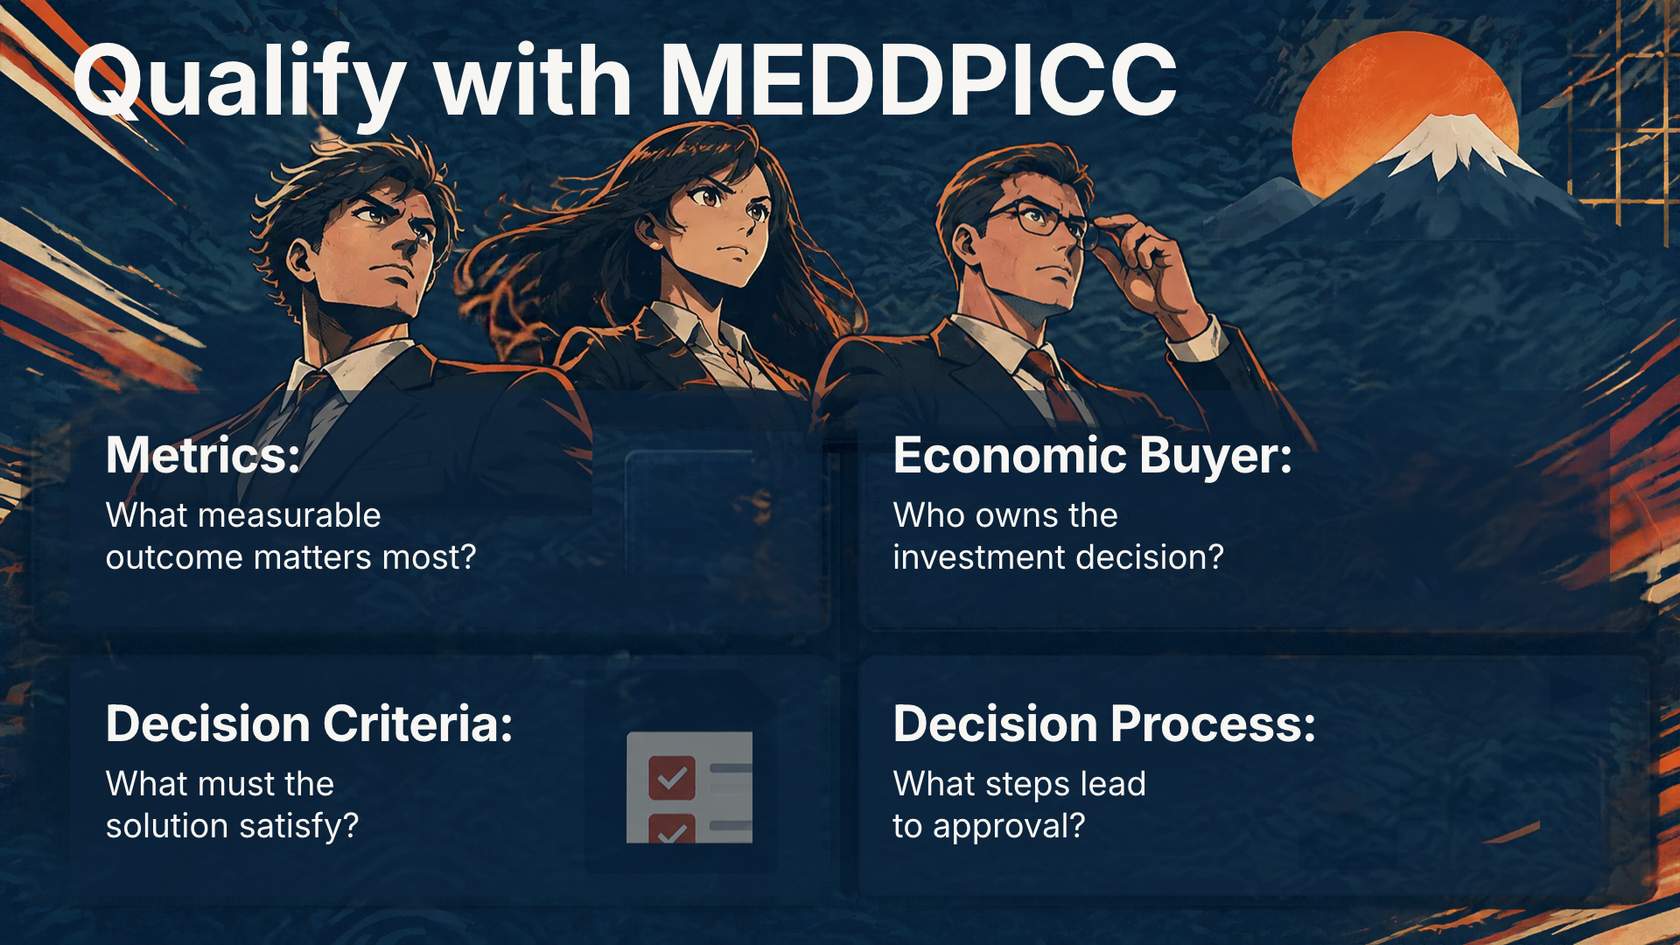 Qualify with MEDDPICC
Metrics:
What measurable
outcome matters most?
Economic Buyer:
Who owns the
investment decision?
Decision Criteria:
What must the
solution satisfy?
Decision Process:
What steps lead
to approval?